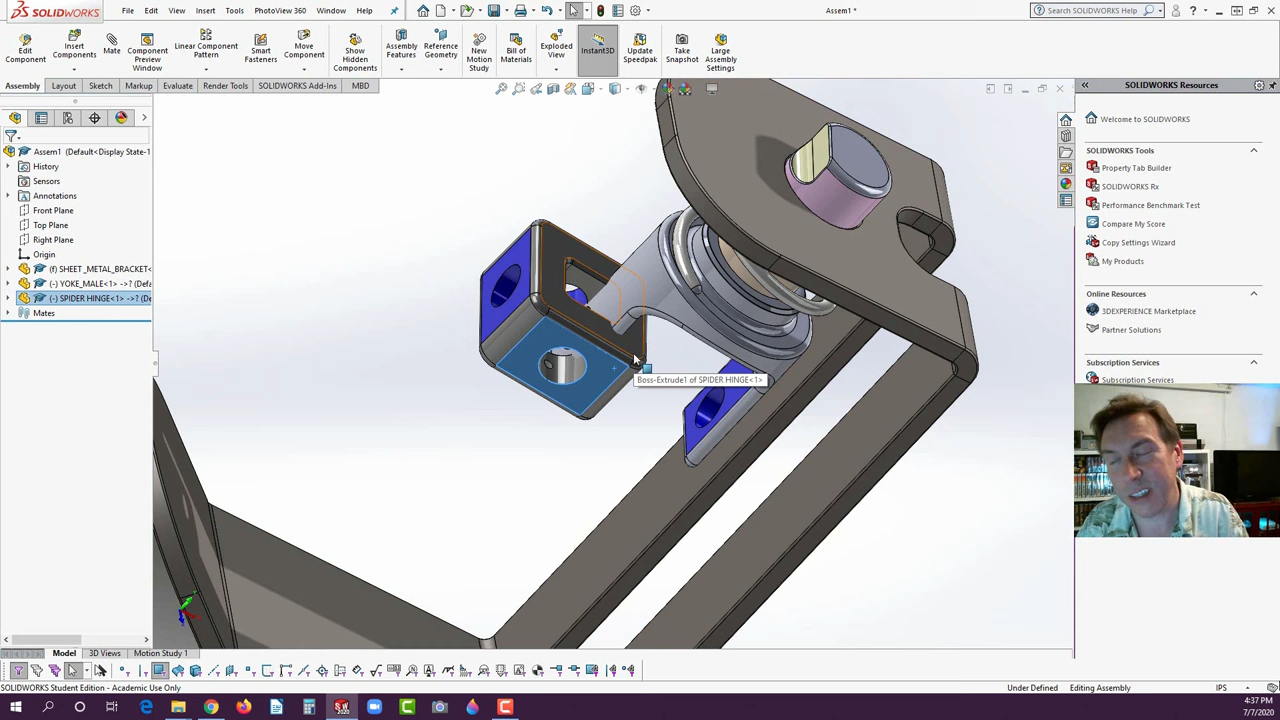 SOLIDWORKS
File
Edit
View
Insert
Tools
PhotoView 360
Window
Help
Assem1 *
Search SOLIDWORKS Help
Edit Component
Insert Components
Mate
Component Preview Window
Linear Component Pattern
Smart Fasteners
Move Component
Show Hidden Components
Assembly Features
Reference Geometry
New Motion Study
Bill of Materials
Exploded View
Instant3D
Update Speedpak
Take Snapshot
Large Assembly Settings
Assembly
Layout
Sketch
Markup
Evaluate
Render Tools
SOLIDWORKS Add-Ins
MBD
SOLIDWORKS Resources
Assem1 (Default<Display State-1
History
Sensors
Annotations
Front Plane
Top Plane
Right Plane
Origin
(f) SHEET_METAL_BRACKET<
(-) YOKE_MALE<1> ->? (Defa
(-) SPIDER HINGE<1> ->? (De
Mates
Boss-Extrude1 of SPIDER HINGE<1>
Welcome to SOLIDWORKS
SOLIDWORKS Tools
Property Tab Builder
SOLIDWORKS Rx
Performance Benchmark Test
Compare My Score
Copy Settings Wizard
My Products
Online Resources
3DEXPERIENCE Marketplace
Partner Solutions
Subscription Services
Subscription Services
Model
3D Views
Motion Study 1
SOLIDWORKS Student Edition - Academic Use Only
Under Defined
Editing Assembly
IPS
4:37 PM
7/7/2020